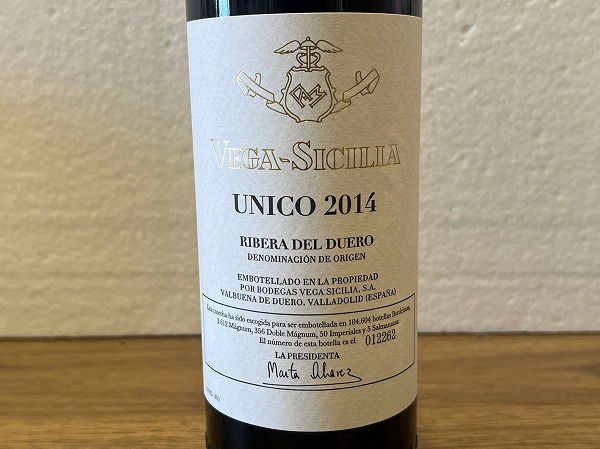 VEGA-SICILIA
UNICO 2014
RIBERA DEL DUERO
DENOMINACIÓN DE ORIGEN
EMBOTELLADO EN LA PROPIEDAD
POR BODEGAS VEGA SICILIA, S.A.
VALBUENA DE DUERO. VALLADOLID (ESPAÑA)
Esta cosecha ha sido escogida para ser embotellada en 104.604 botellas Bordelesas,
3.612 Mágnum, 356 Doble Mágnum, 50 Imperiales y 5 Salmanazar.
El número de esta botella es el 012262
LA PRESIDENTA
Marta Alvarez